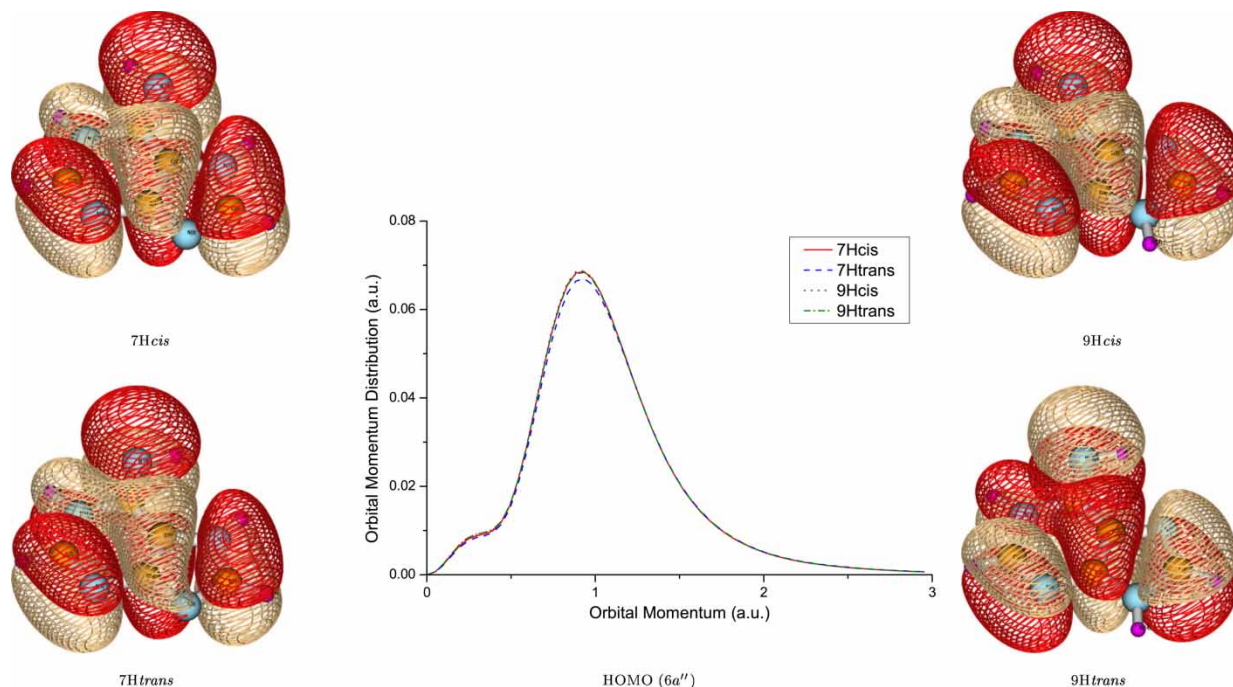 7Hcis
7Htrans
9Hcis
9Htrans
0.08
0.06
0.04
0.02
0.00
Orbital Momentum Distribution (a.u.)
0
1
2
3
Orbital Momentum (a.u.)
7Hcis
9Hcis
7Htrans
HOMO (6a′′)
9Htrans